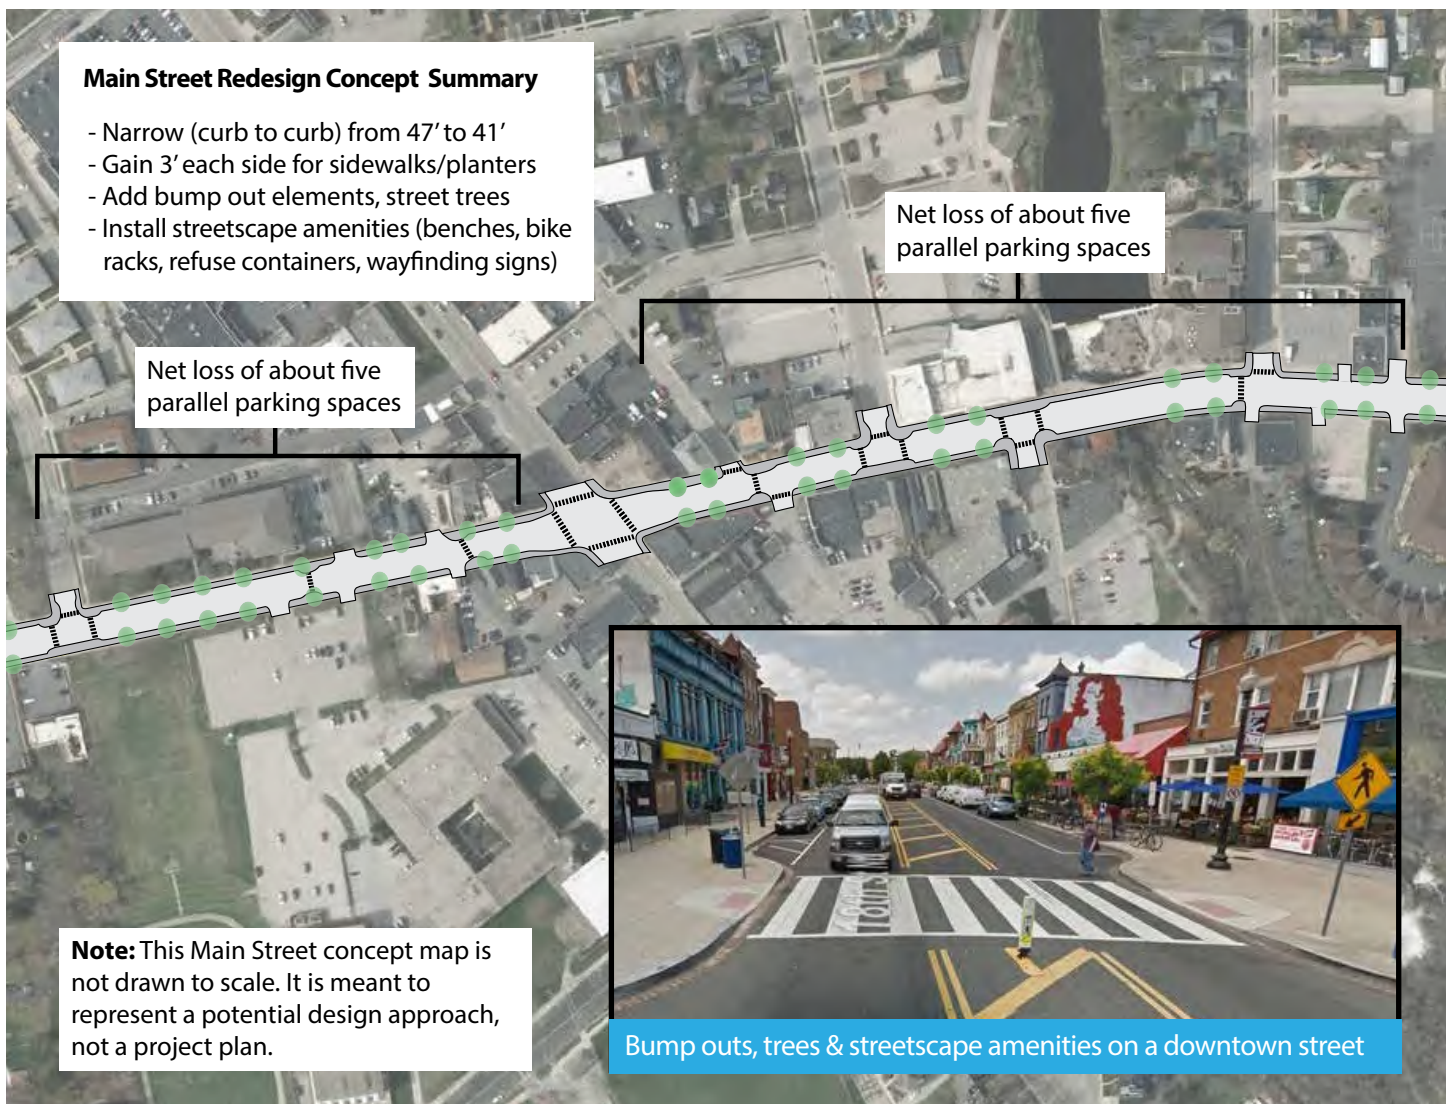 Main Street Redesign Concept Summary
- Narrow (curb to curb) from 47' to 41'
- Gain 3' each side for sidewalks/planters
- Add bump out elements, street trees
- Install streetscape amenities (benches, bike
racks, refuse containers, wayfinding signs)
Net loss of about five
parallel parking spaces
Net loss of about five
parallel parking spaces
Note: This Main Street concept map is
not drawn to scale. It is meant to
represent a potential design approach,
not a project plan.
Bump outs, trees & streetscape amenities on a downtown street